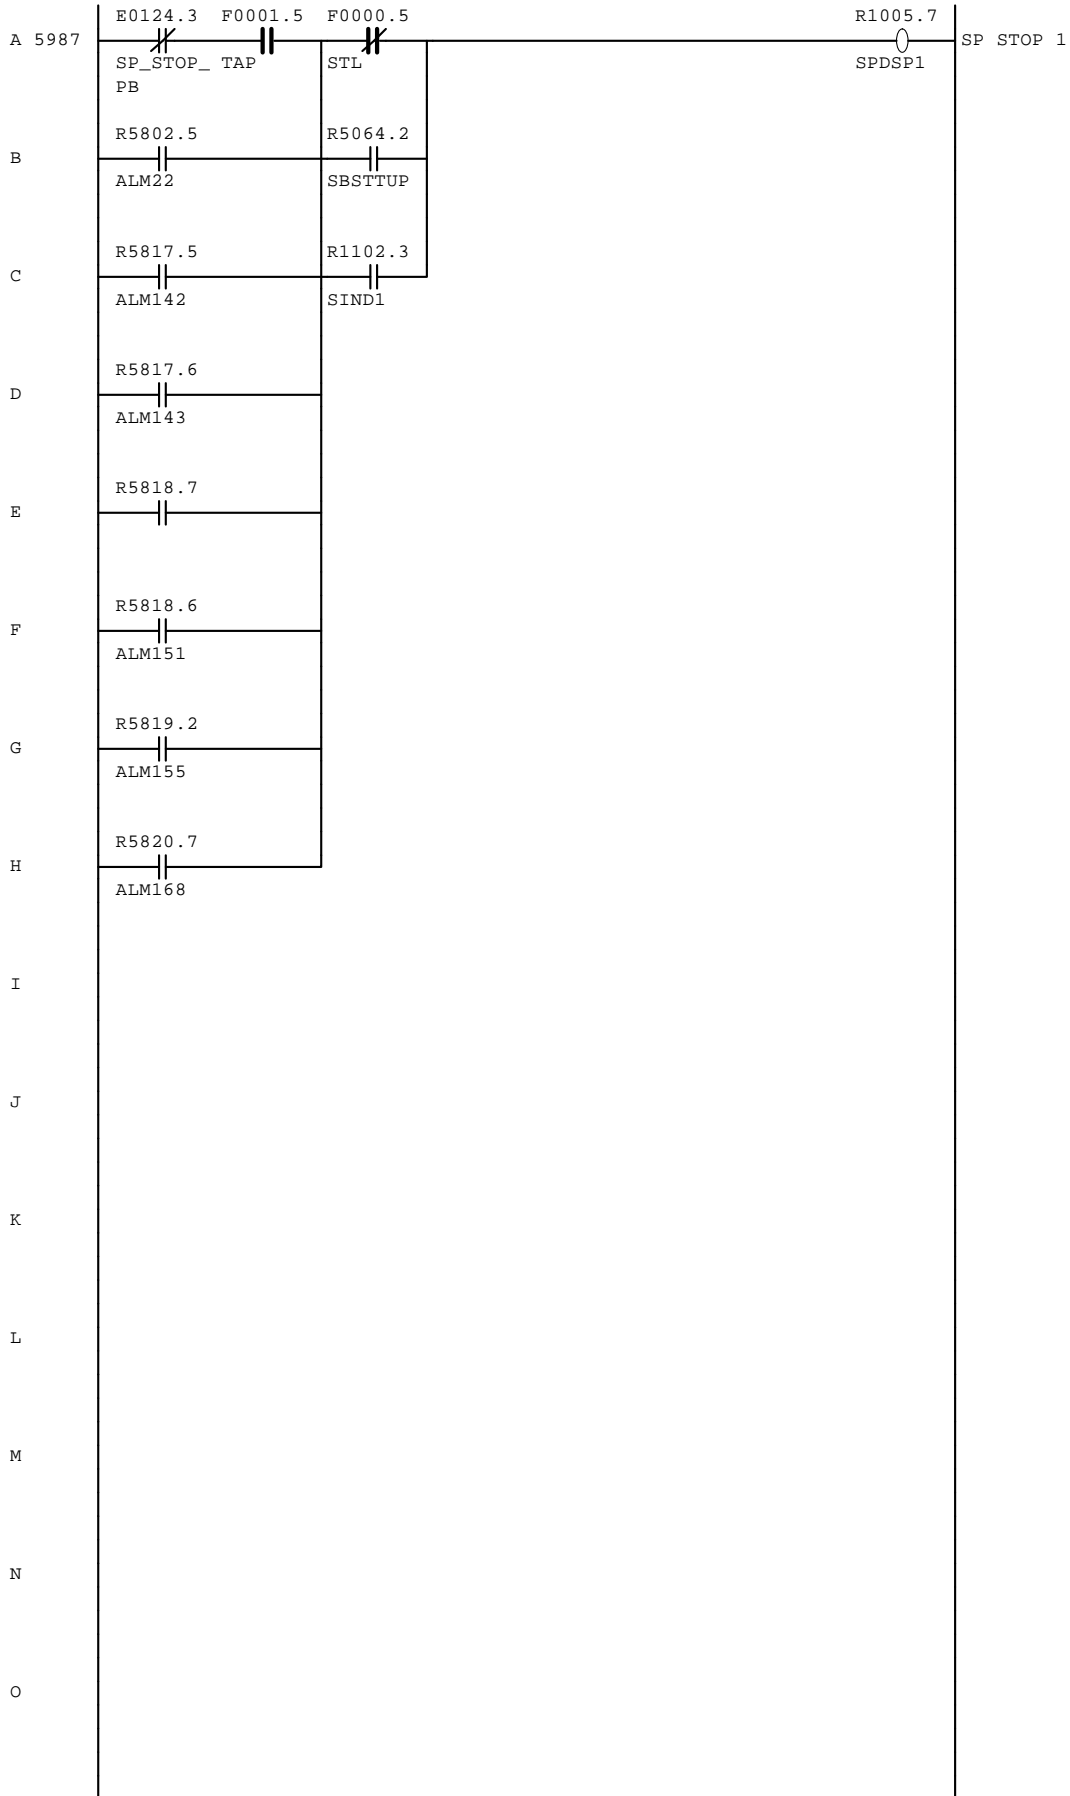 E0124.3 F0001.5 F0000.5 R1005.7
A 5987 SP STOP 1
SP_STOP_ TAP STL SPDSP1
PB
R5802.5 R5064.2
B
ALM22 SBSTTUP
R5817.5 R1102.3
C
ALM142 SIND1
R5817.6
D
ALM143
R5818.7
E
R5818.6
F
ALM151
R5819.2
G
ALM155
R5820.7
H
ALM168
I
J
K
L
M
N
O